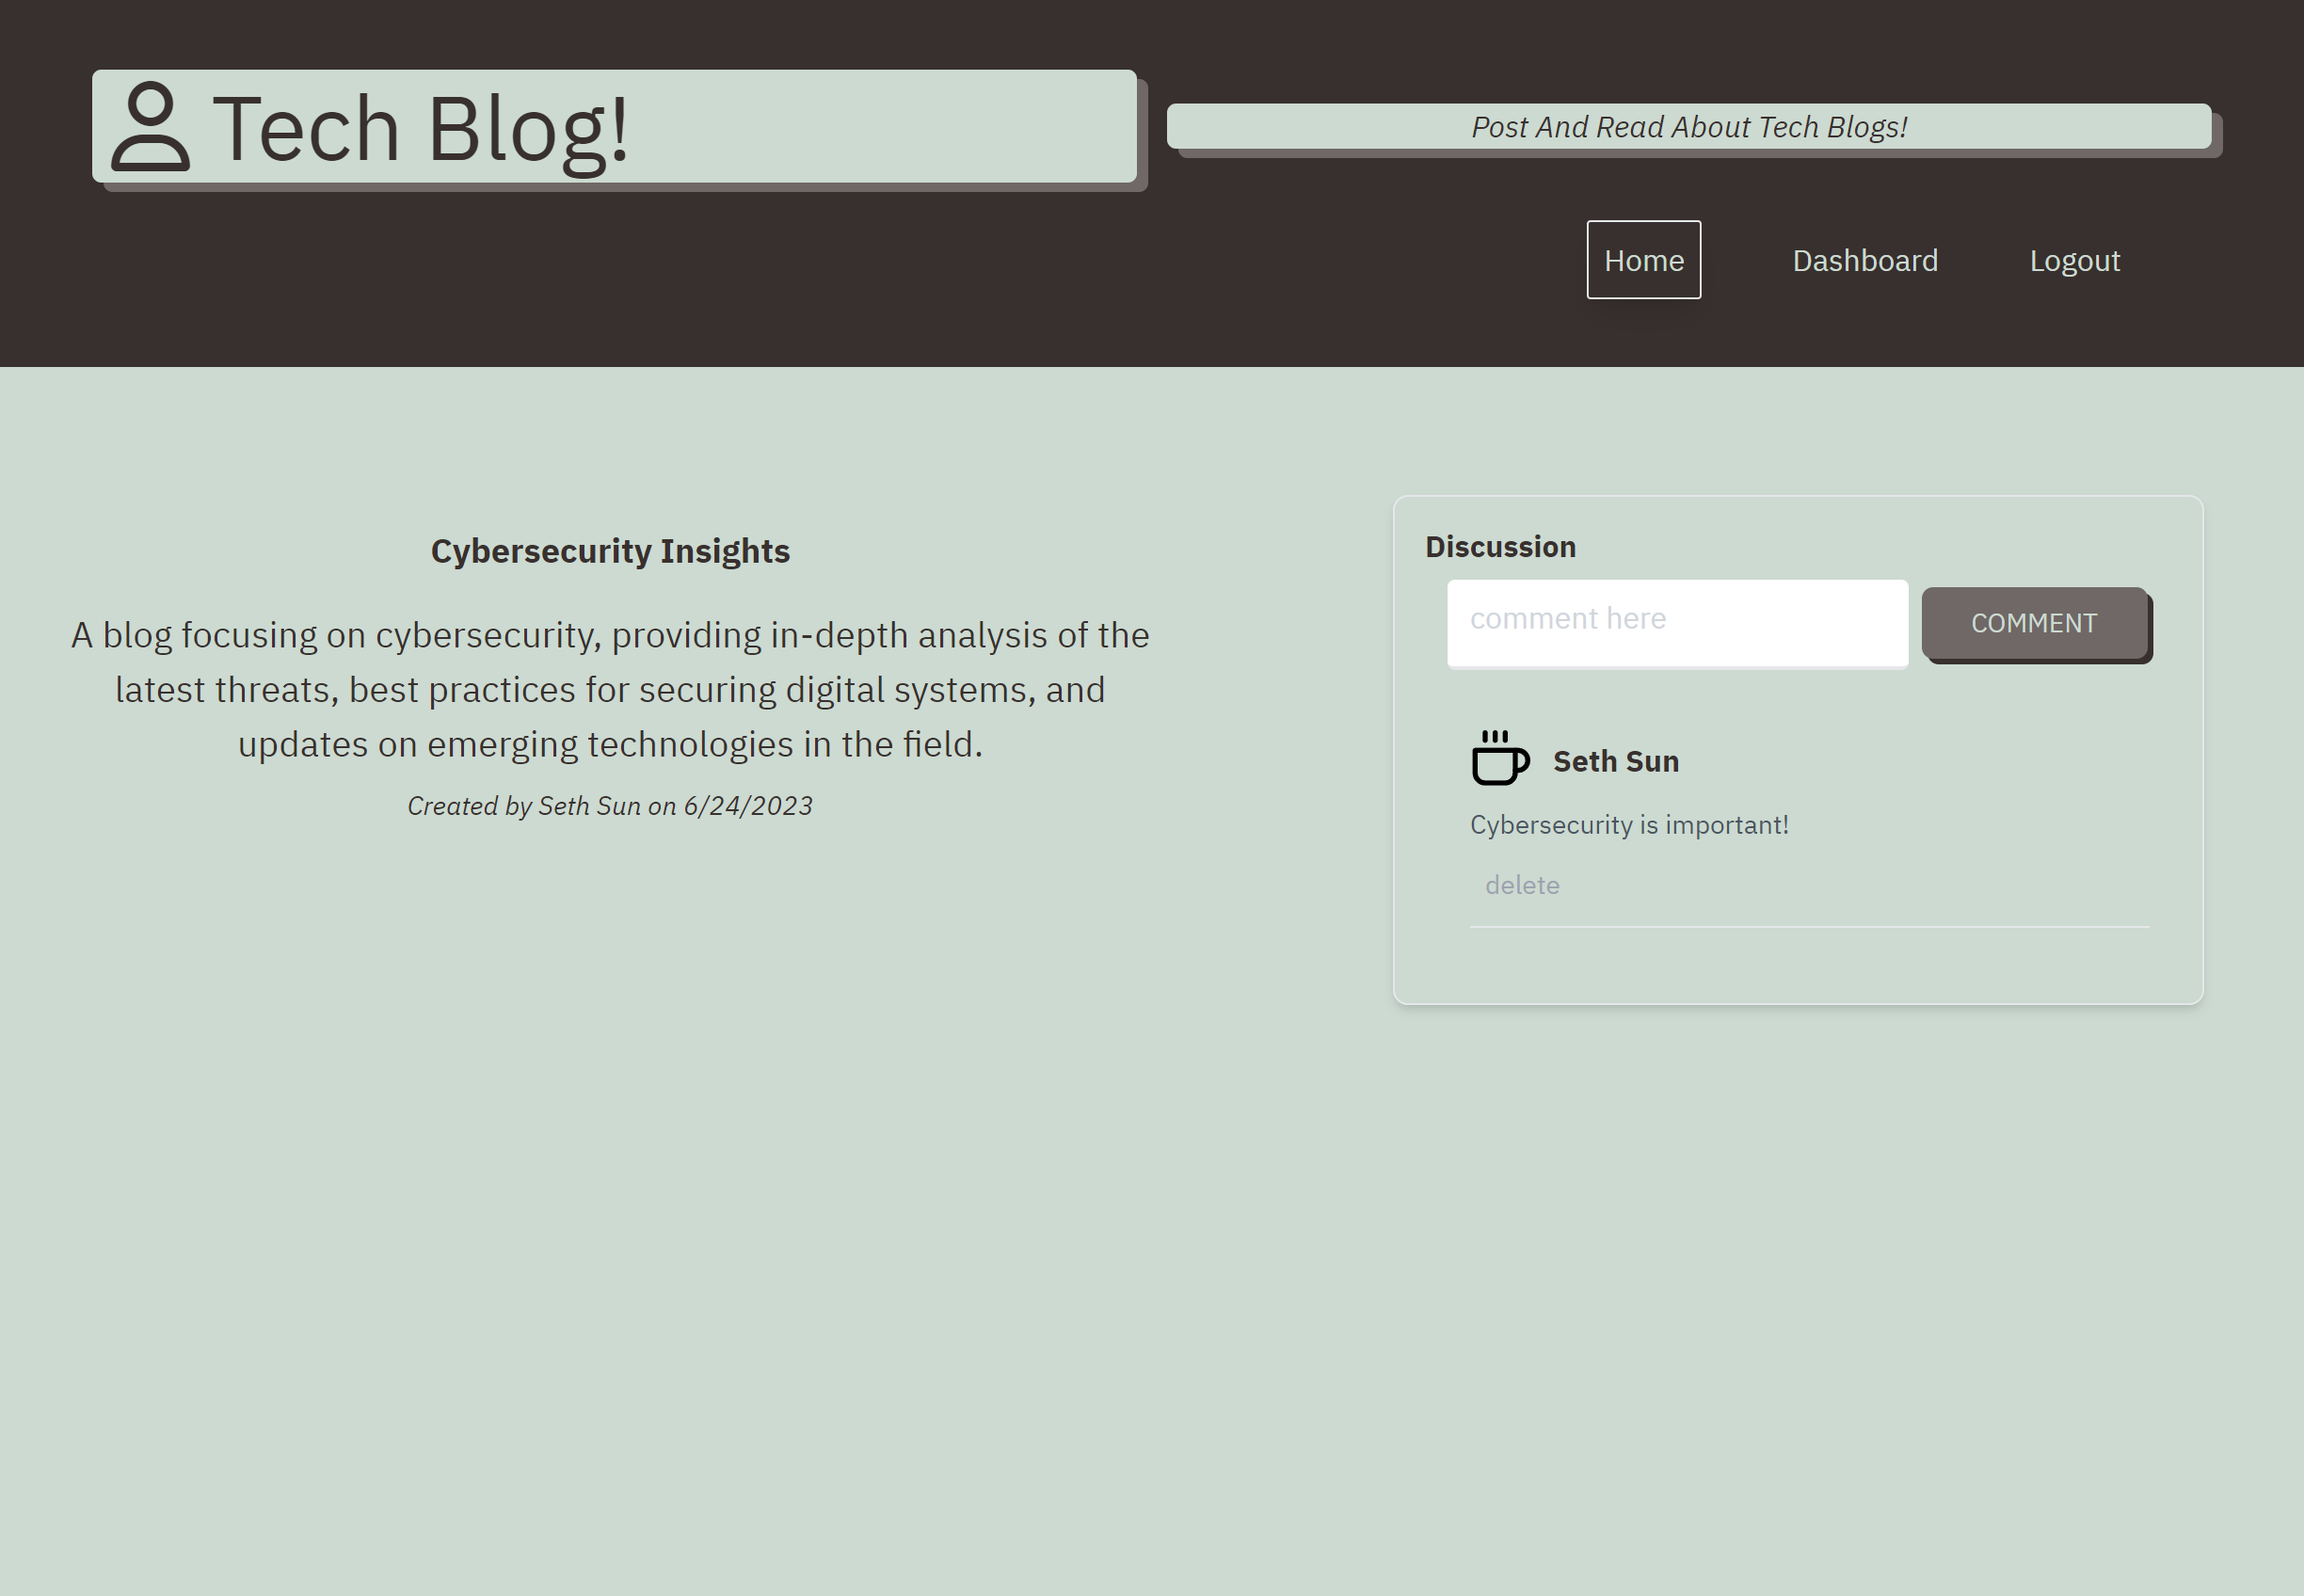 Tech Blog!
Post And Read About Tech Blogs!
Home
Dashboard
Logout
Cybersecurity Insights
A blog focusing on cybersecurity, providing in-depth analysis of the
latest threats, best practices for securing digital systems, and
updates on emerging technologies in the field.
Created by Seth Sun on 6/24/2023
Discussion
comment here
COMMENT
Seth Sun
Cybersecurity is important!
delete